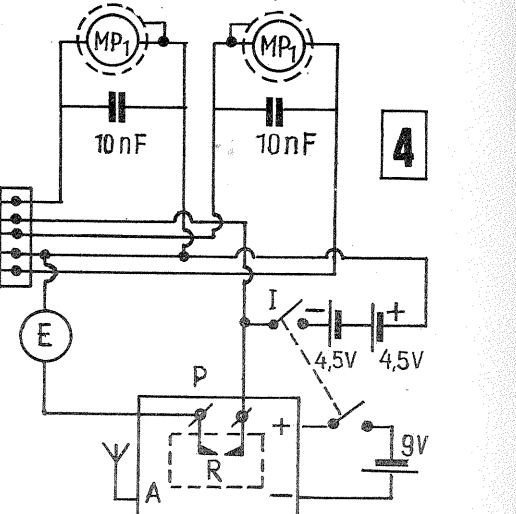 MP1 MP1
10nF 10nF
4
I - +
4,5V 4,5V
E
P
+
9V
R
A -